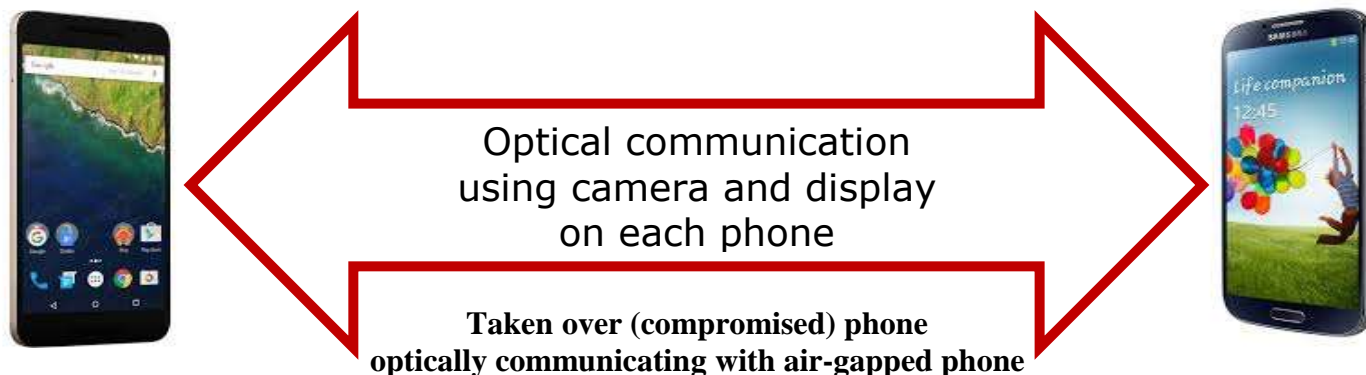 Google
SAMSUNG
Life companion
12:45
Optical communication
using camera and display
on each phone
Taken over (compromised) phone
optically communicating with air-gapped phone